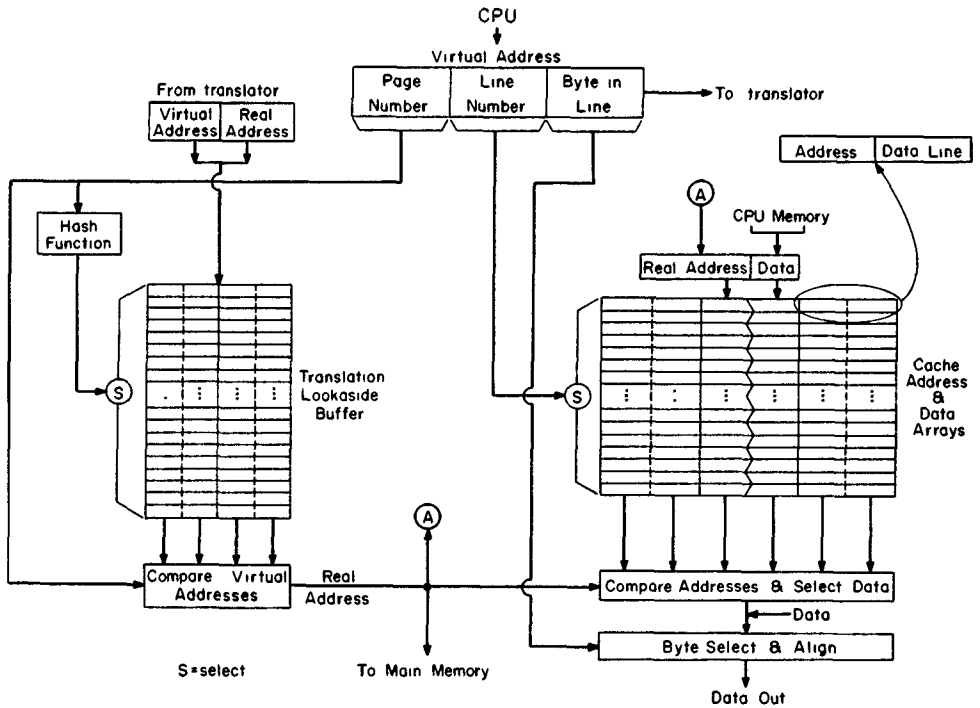 CPU
Virtual Address
Page Number
Line Number
Byte in Line
To translator
From translator
Virtual Address
Real Address
Address
Data Line
Hash Function
A
CPU Memory
Real Address
Data
S
Translation
Lookaside
Buffer
S
Cache
Address
&
Data
Arrays
A
Compare Virtual
Addresses
Real
Address
Compare Addresses & Select Data
Data
Byte Select & Align
S=select
To Main Memory
Data Out